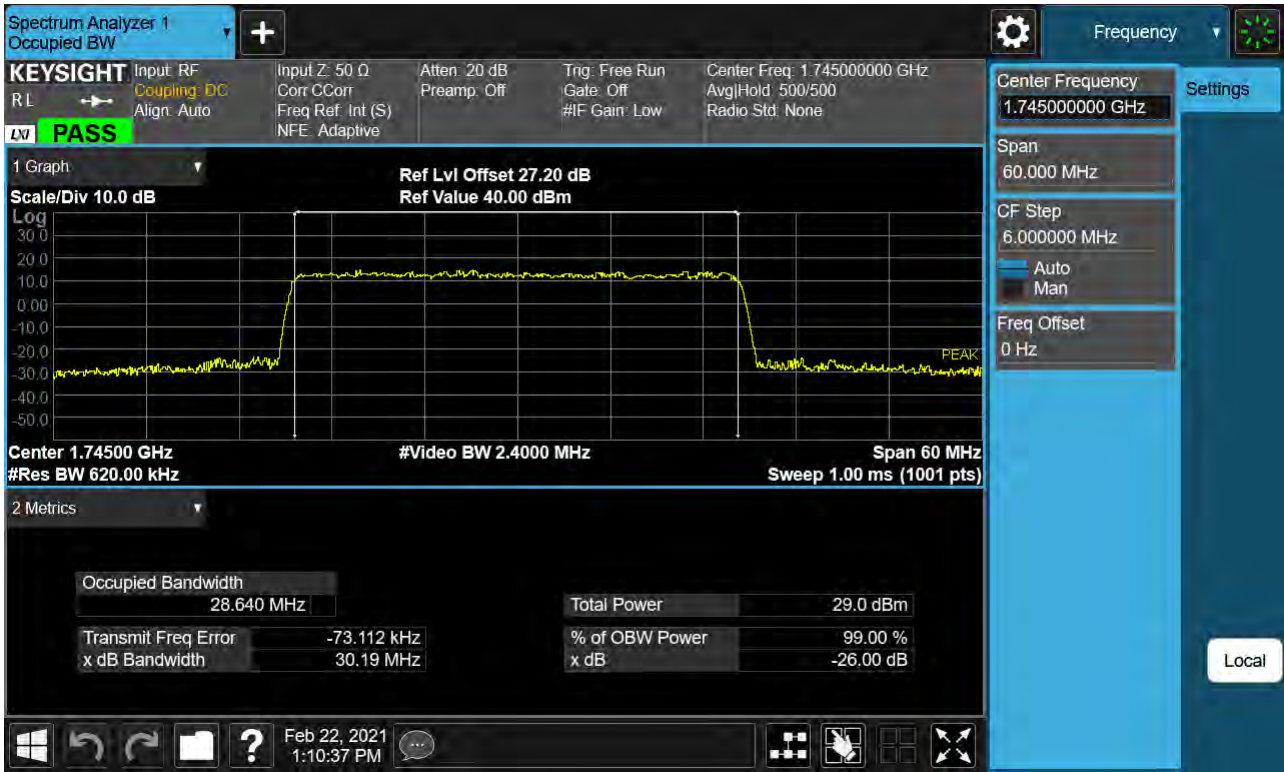 Spectrum Analyzer 1
Occupied BW
+
Frequency
KEYSIGHT
RL
LXI
PASS
Input: RF
Coupling: DC
Align: Auto
Input Z: 50 Ω
Corr CCorr
Freq Ref: Int (S)
NFE: Adaptive
Atten: 20 dB
Preamp: Off
Trig: Free Run
Gate: Off
#IF Gain: Low
Center Freq: 1.745000000 GHz
Avg|Hold: 500/500
Radio Std: None
Center Frequency
1.745000000 GHz
Settings
Span
60.000 MHz
CF Step
6.000000 MHz
Auto
Man
Freq Offset
0 Hz
1 Graph
Ref Lvl Offset 27.20 dB
Scale/Div 10.0 dB
Ref Value 40.00 dBm
Log
30.0
20.0
10.0
0.00
-10.0
-20.0
PEAK
-30.0
-40.0
-50.0
Center 1.74500 GHz
#Video BW 2.4000 MHz
Span 60 MHz
#Res BW 620.00 kHz
Sweep 1.00 ms (1001 pts)
2 Metrics
Occupied Bandwidth
28.640 MHz
Total Power 29.0 dBm
Transmit Freq Error -73.112 kHz
% of OBW Power 99.00 %
x dB Bandwidth 30.19 MHz
x dB -26.00 dB
Local
?
Feb 22, 2021
1:10:37 PM